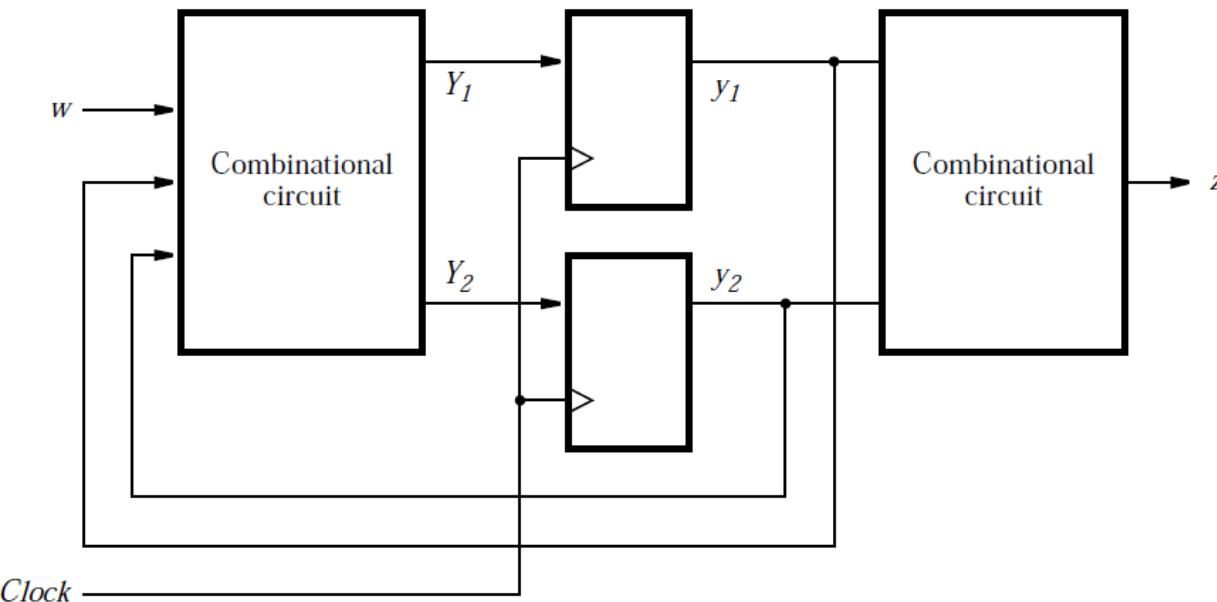 Y₁
y₁
w
Combinational
circuit
Combinational
circuit
z
Y₂
y₂
Clock